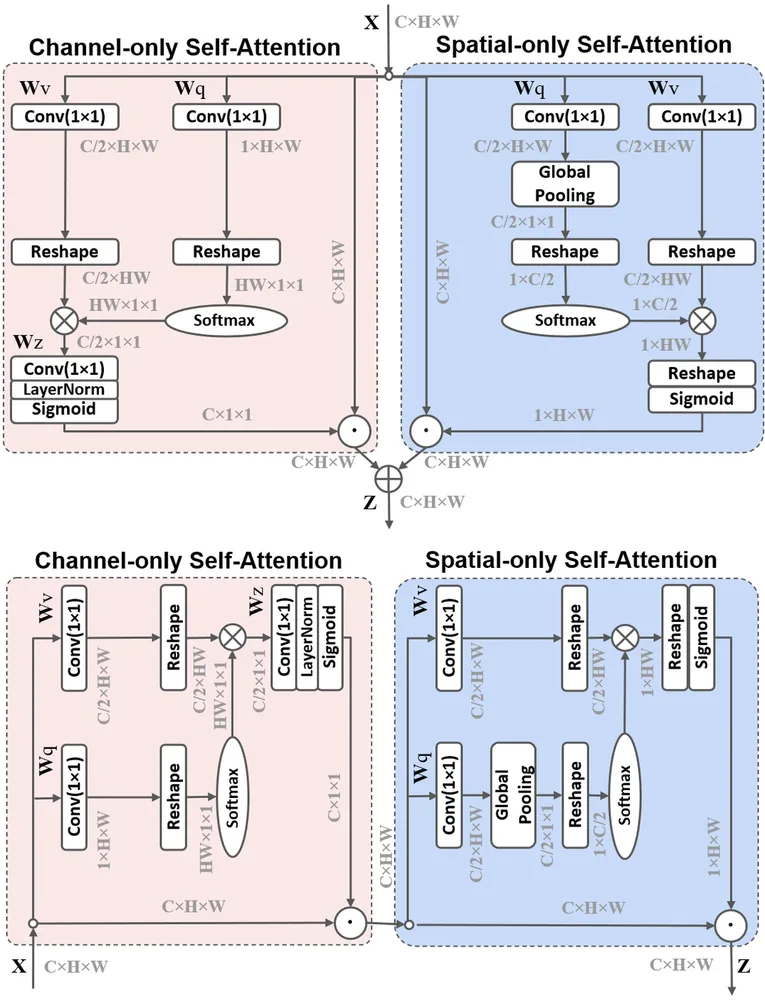 X C×H×W
Channel-only Self-Attention
Spatial-only Self-Attention
Wv
Wq
Wq
Wv
Conv(1×1)
Conv(1×1)
Conv(1×1)
Conv(1×1)
C/2×H×W
1×H×W
C/2×H×W
C/2×H×W
Global
Pooling
C/2×1×1
Reshape
Reshape
C×H×W
C×H×W
Reshape
Reshape
C/2×HW
HW×1×1
1×C/2
C/2×HW
HW×1×1
Softmax
Softmax
1×C/2
Wz
C/2×1×1
1×HW
Conv(1×1)
LayerNorm
Sigmoid
Reshape
Sigmoid
C×1×1
1×H×W
C×H×W
C×H×W
Z C×H×W
Channel-only Self-Attention
Spatial-only Self-Attention
Wv
Conv(1×1)
C/2×H×W
Reshape
C/2×HW
HW×1×1
C/2×1×1
Wz
Conv(1×1)
LayerNorm
Sigmoid
Wq
Conv(1×1)
1×H×W
Reshape
HW×1×1
Softmax
C×1×1
C×H×W
X C×H×W
C×H×W
Wv
Conv(1×1)
C/2×H×W
Reshape
C/2×HW
1×HW
Reshape
Sigmoid
Wq
Conv(1×1)
C/2×H×W
Global
Pooling
C/2×1×1
Reshape
1×C/2
Softmax
1×H×W
C×H×W
C×H×W Z